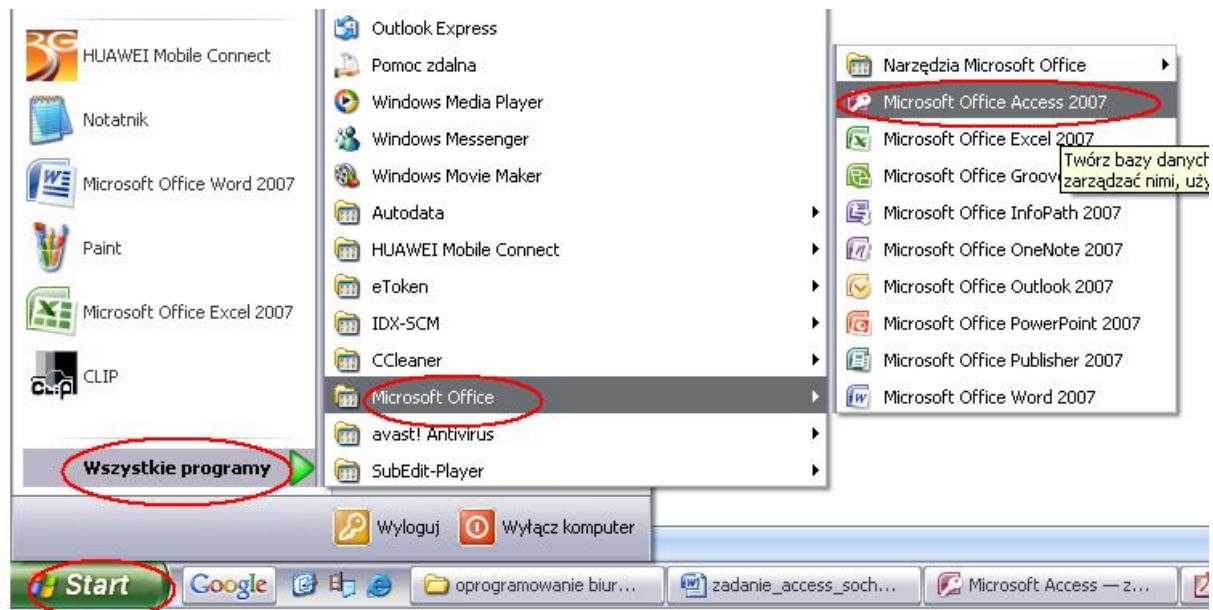 HUAWEI Mobile Connect
Notatnik
Microsoft Office Word 2007
Paint
Microsoft Office Excel 2007
CLIP
Wszystkie programy
Outlook Express
Pomoc zdalna
Windows Media Player
Windows Messenger
Windows Movie Maker
Autodata
HUAWEI Mobile Connect
eToken
IDX-SCM
CCleaner
Microsoft Office
avast! Antivirus
SubEdit-Player
Narzędzia Microsoft Office
Microsoft Office Access 2007
Microsoft Office Excel 2007
Microsoft Office Groov
Microsoft Office InfoPath 2007
Microsoft Office OneNote 2007
Microsoft Office Outlook 2007
Microsoft Office PowerPoint 2007
Microsoft Office Publisher 2007
Microsoft Office Word 2007
Twórz bazy danych
zarządzać nimi, uży
Wyloguj Wyłącz komputer
Start Google oprogramowanie biur... zadanie_access_soch... Microsoft Access — z...